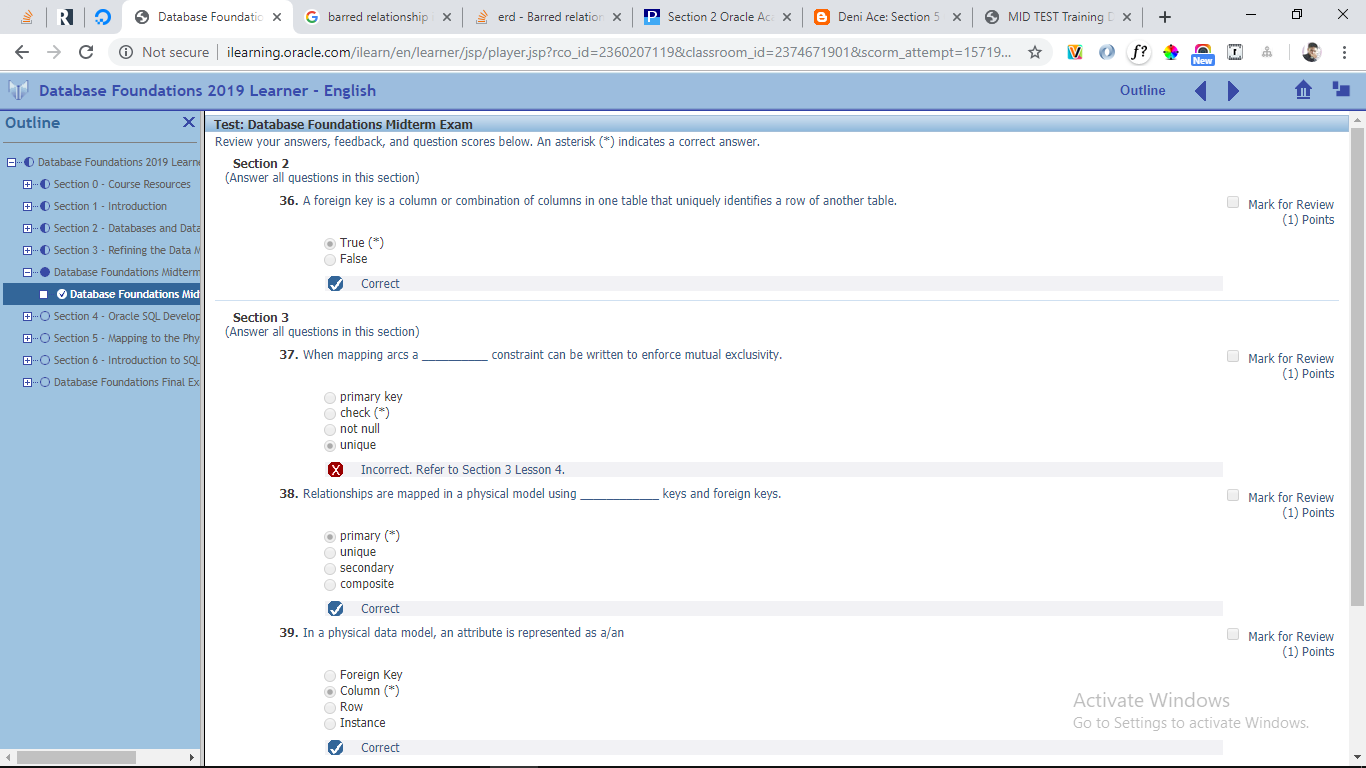 Database Foundatio
barred relationship
erd - Barred relation
Section 2 Oracle Aca
Deni Ace: Section 5
MID TEST Training D
Not secure
ilearning.oracle.com/ilearn/en/learner/jsp/player.jsp?rco_id=2360207119&classroom_id=2374671901&scorm_attempt=15719...
f?
New
Database Foundations 2019 Learner - English
Outline
Outline
Database Foundations 2019 Learne
Section 0 - Course Resources
Section 1 - Introduction
Section 2 - Databases and Data
Section 3 - Refining the Data M
Database Foundations Midterm
Database Foundations Mid
Section 4 - Oracle SQL Develop
Section 5 - Mapping to the Phy
Section 6 - Introduction to SQL
Database Foundations Final Ex
Test: Database Foundations Midterm Exam
Review your answers, feedback, and question scores below. An asterisk (*) indicates a correct answer.
Section 2
(Answer all questions in this section)
36. A foreign key is a column or combination of columns in one table that uniquely identifies a row of another table.
Mark for Review
(1) Points
True (*)
False
Correct
Section 3
(Answer all questions in this section)
37. When mapping arcs a __________ constraint can be written to enforce mutual exclusivity.
Mark for Review
(1) Points
primary key
check (*)
not null
unique
Incorrect. Refer to Section 3 Lesson 4.
38. Relationships are mapped in a physical model using ____________ keys and foreign keys.
Mark for Review
(1) Points
primary (*)
unique
secondary
composite
Correct
39. In a physical data model, an attribute is represented as a/an
Mark for Review
(1) Points
Foreign Key
Column (*)
Row
Instance
Correct
Activate Windows
Go to Settings to activate Windows.